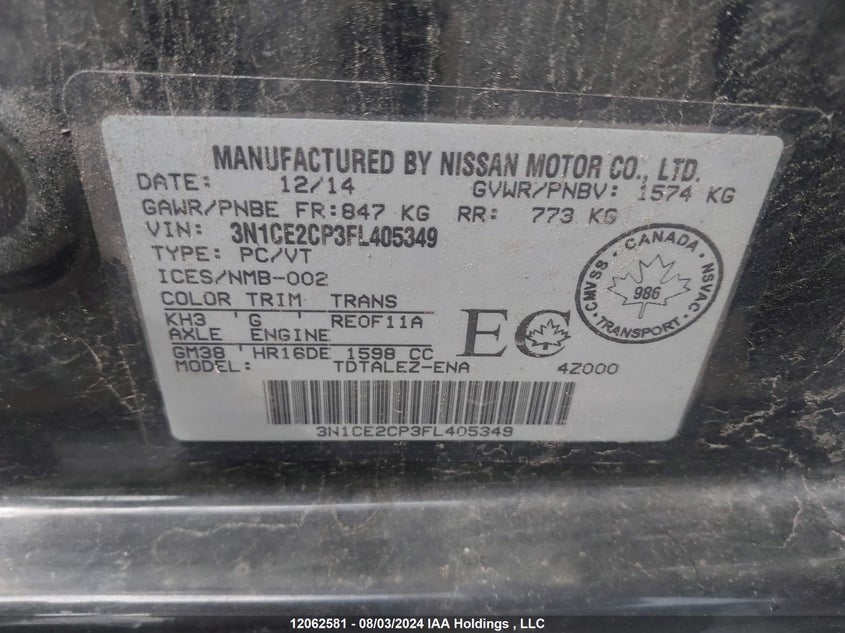 MANUFACTURED BY NISSAN MOTOR CO., LTD.
DATE: 12/14 GVWR/PNBV: 1574 KG
GAWR/PNBE FR: 847 KG RR: 773 KG
VIN: 3N1CE2CP3FL405349
TYPE: PC/VT
ICES/NMB-002
COLOR TRIM TRANS
KH3 G RE0F11A
AXLE ENGINE
GM38 HR16DE 1598 CC
MODEL: TDTALEZ-ENA 4Z000
3N1CE2CP3FL405349
CANADA
CMVSS NSVAC
986
TRANSPORT
EC
12062581 - 08/03/2024 IAA Holdings , LLC